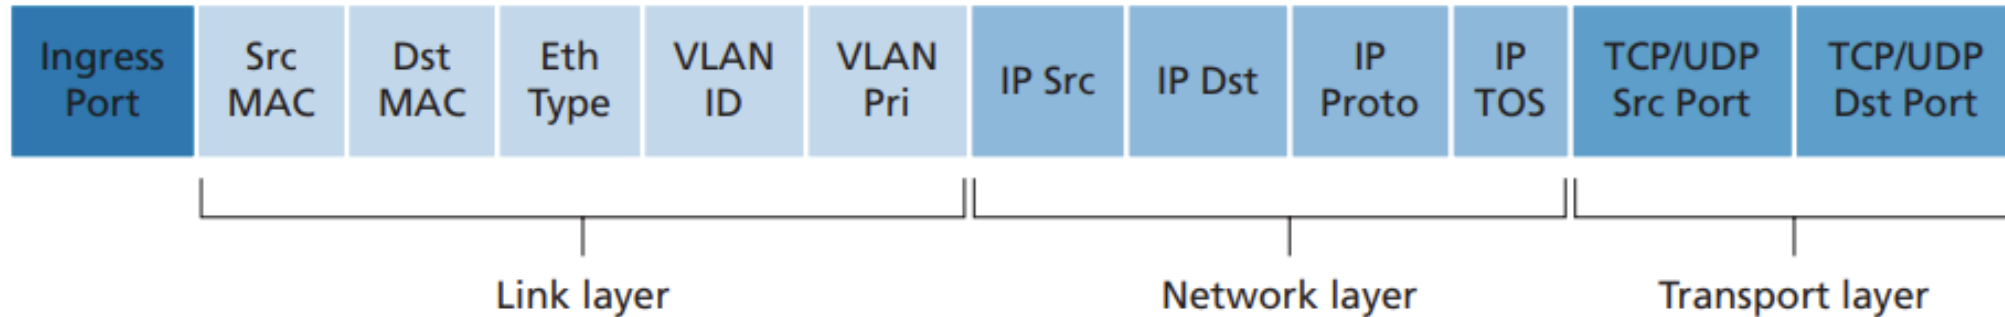 Ingress
Port
Src
MAC
Dst
MAC
Eth
Type
VLAN
ID
VLAN
Pri
IP Src
IP Dst
IP
Proto
IP
TOS
TCP/UDP
Src Port
TCP/UDP
Dst Port
Link layer
Network layer
Transport layer